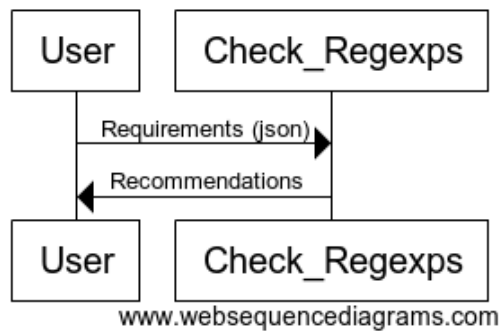 User
Check_Regexps
Requirements (json)
Recommendations
User
Check_Regexps
www.websequencediagrams.com